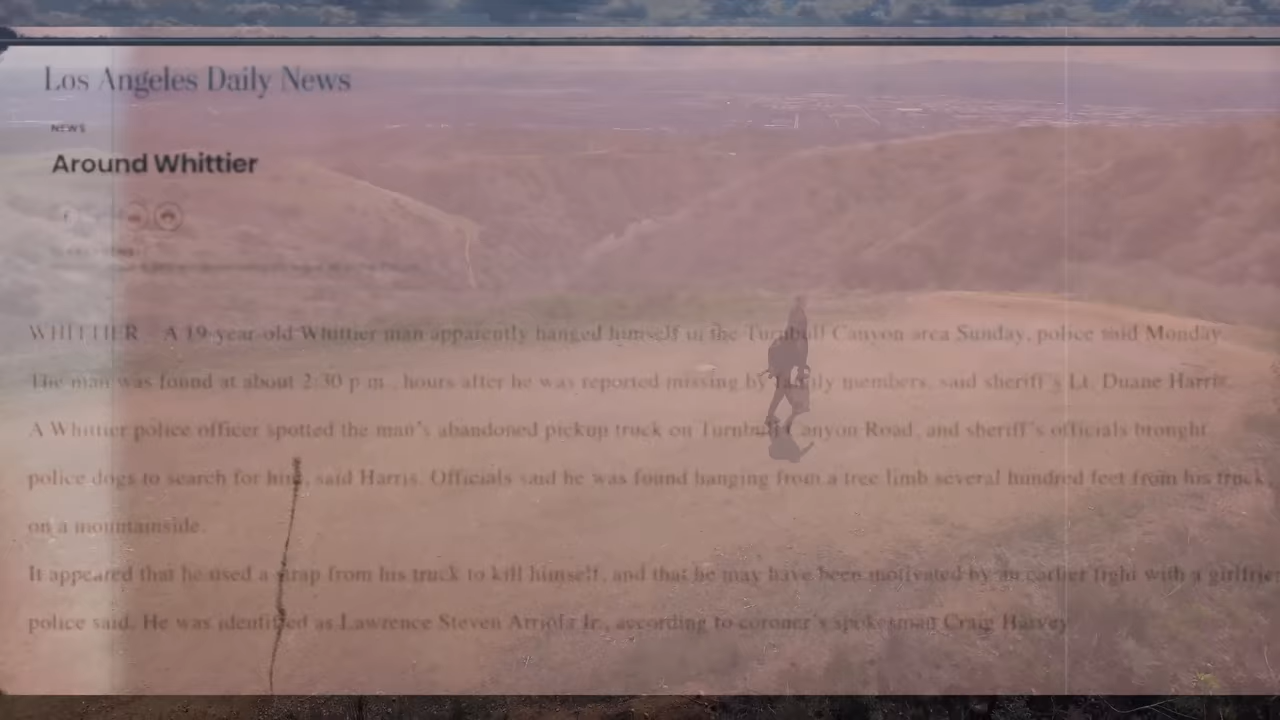 Los Angeles Daily News
NEWS
Around Whittier
WHITTIER - A 19-year-old Whittier man apparently hanged himself in the Turnbull Canyon area Sunday, police said Monday.
The man was found at about 2:30 p.m., hours after he was reported missing by family members, said sheriff's Lt. Duane Harris.
A Whittier police officer spotted the man's abandoned pickup truck on Turnbull Canyon Road, and sheriff's officials brought
police dogs to search for him, said Harris. Officials said he was found hanging from a tree limb several hundred feet from his truck,
on a mountainside.
It appeared that he used a strap from his truck to kill himself, and that he may have been motivated by an earlier fight with a
police said. He was identified as Lawrence Steven Arriola Jr., according to coroner's spokesman Craig Harvey